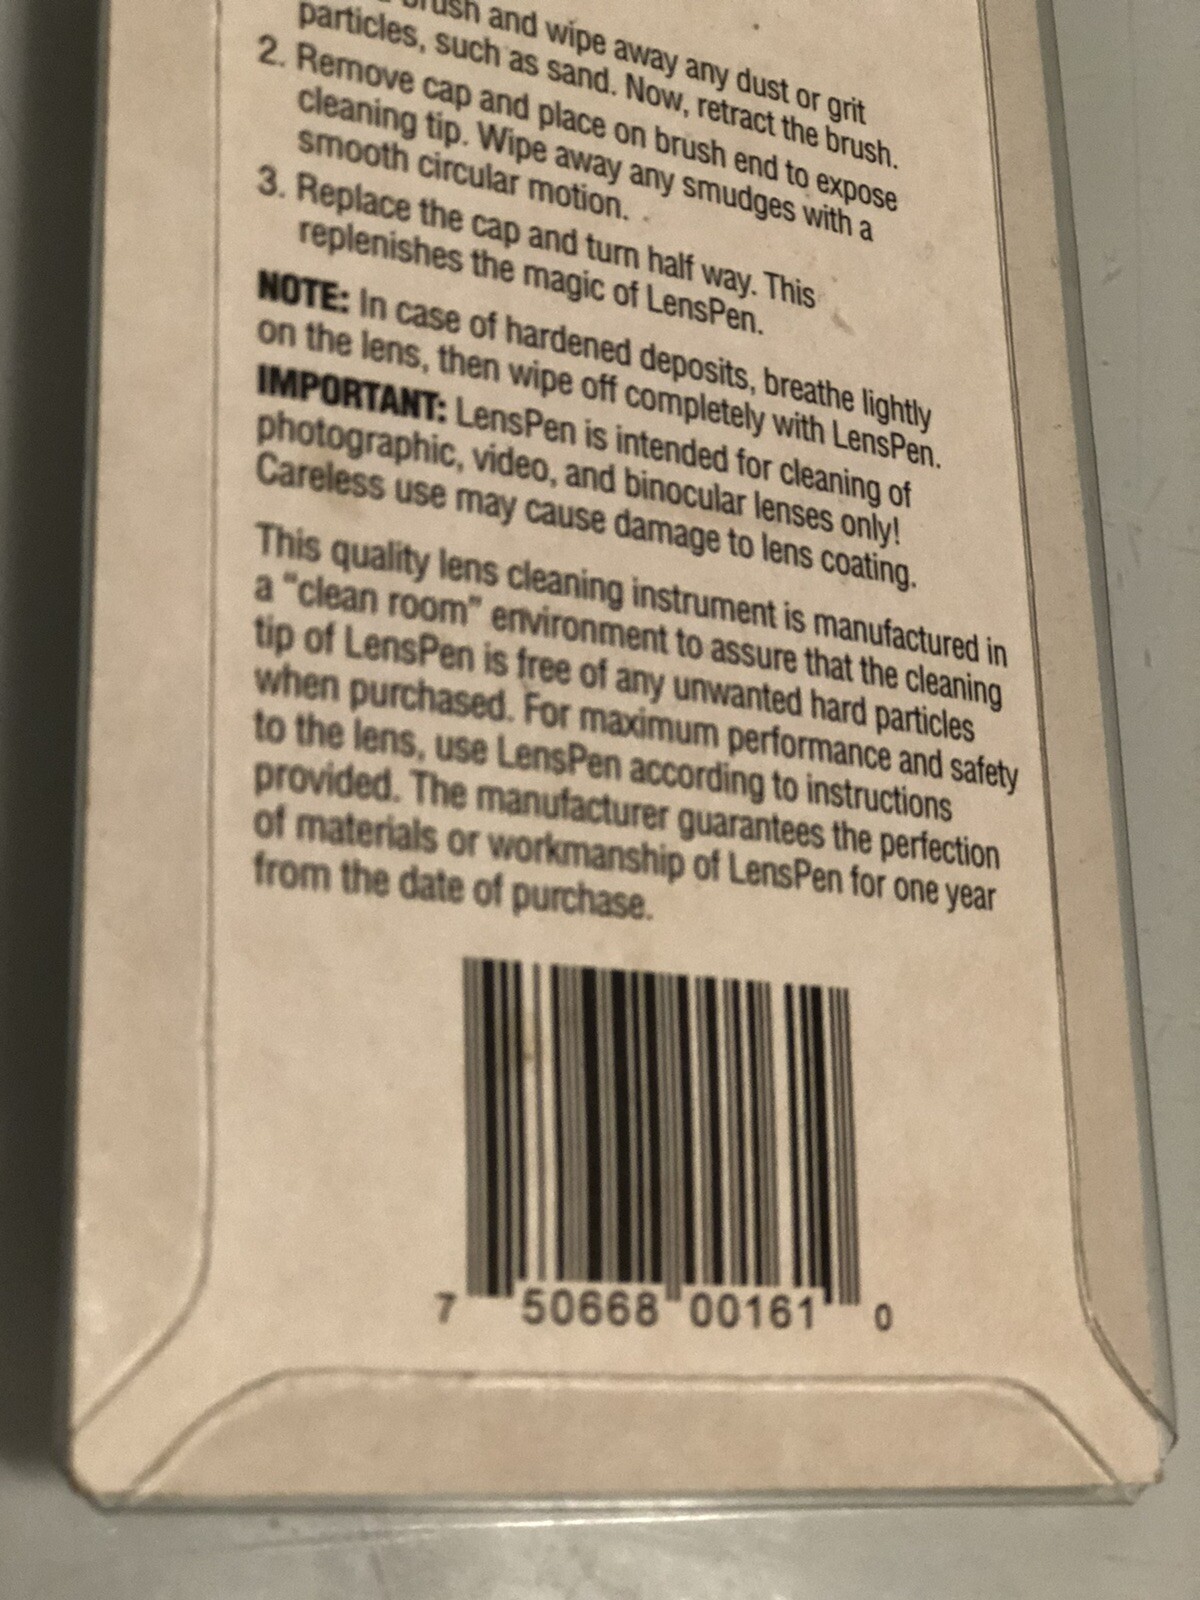 brush and wipe away any dust or grit
particles, such as sand. Now, retract the brush.
2. Remove cap and place on brush end to expose
cleaning tip. Wipe away any smudges with a
smooth circular motion.
3. Replace the cap and turn half way. This
replenishes the magic of LensPen.
NOTE: In case of hardened deposits, breathe lightly
on the lens, then wipe off completely with LensPen.
IMPORTANT: LensPen is intended for cleaning of
photographic, video, and binocular lenses only!
Careless use may cause damage to lens coating.
This quality lens cleaning instrument is manufactured in
a "clean room" environment to assure that the cleaning
tip of LensPen is free of any unwanted hard particles
when purchased. For maximum performance and safety
to the lens, use LensPen according to instructions
provided. The manufacturer guarantees the perfection
of materials or workmanship of LensPen for one year
from the date of purchase.
7 50668 00161 0